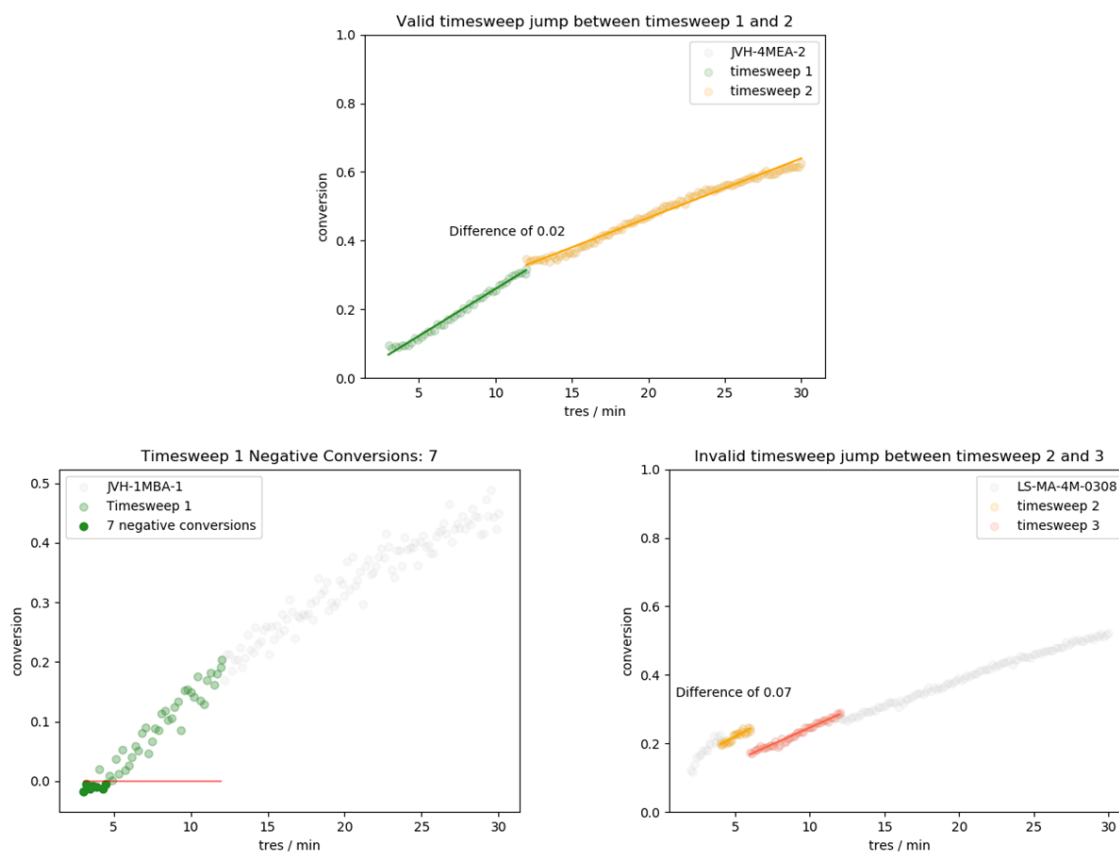 Valid timesweep jump between timesweep 1 and 2
1.0
0.8
0.6
0.4
0.2
0.0
conversion
JVH-4MEA-2
timesweep 1
timesweep 2
Difference of 0.02
5 10 15 20 25 30
tres / min
Timesweep 1 Negative Conversions: 7
0.5
0.4
0.3
0.2
0.1
0.0
conversion
JVH-1MBA-1
Timesweep 1
7 negative conversions
5 10 15 20 25 30
tres / min
Invalid timesweep jump between timesweep 2 and 3
1.0
0.8
0.6
0.4
0.2
0.0
conversion
LS-MA-4M-0308
timesweep 2
timesweep 3
Difference of 0.07
5 10 15 20 25 30
tres / min